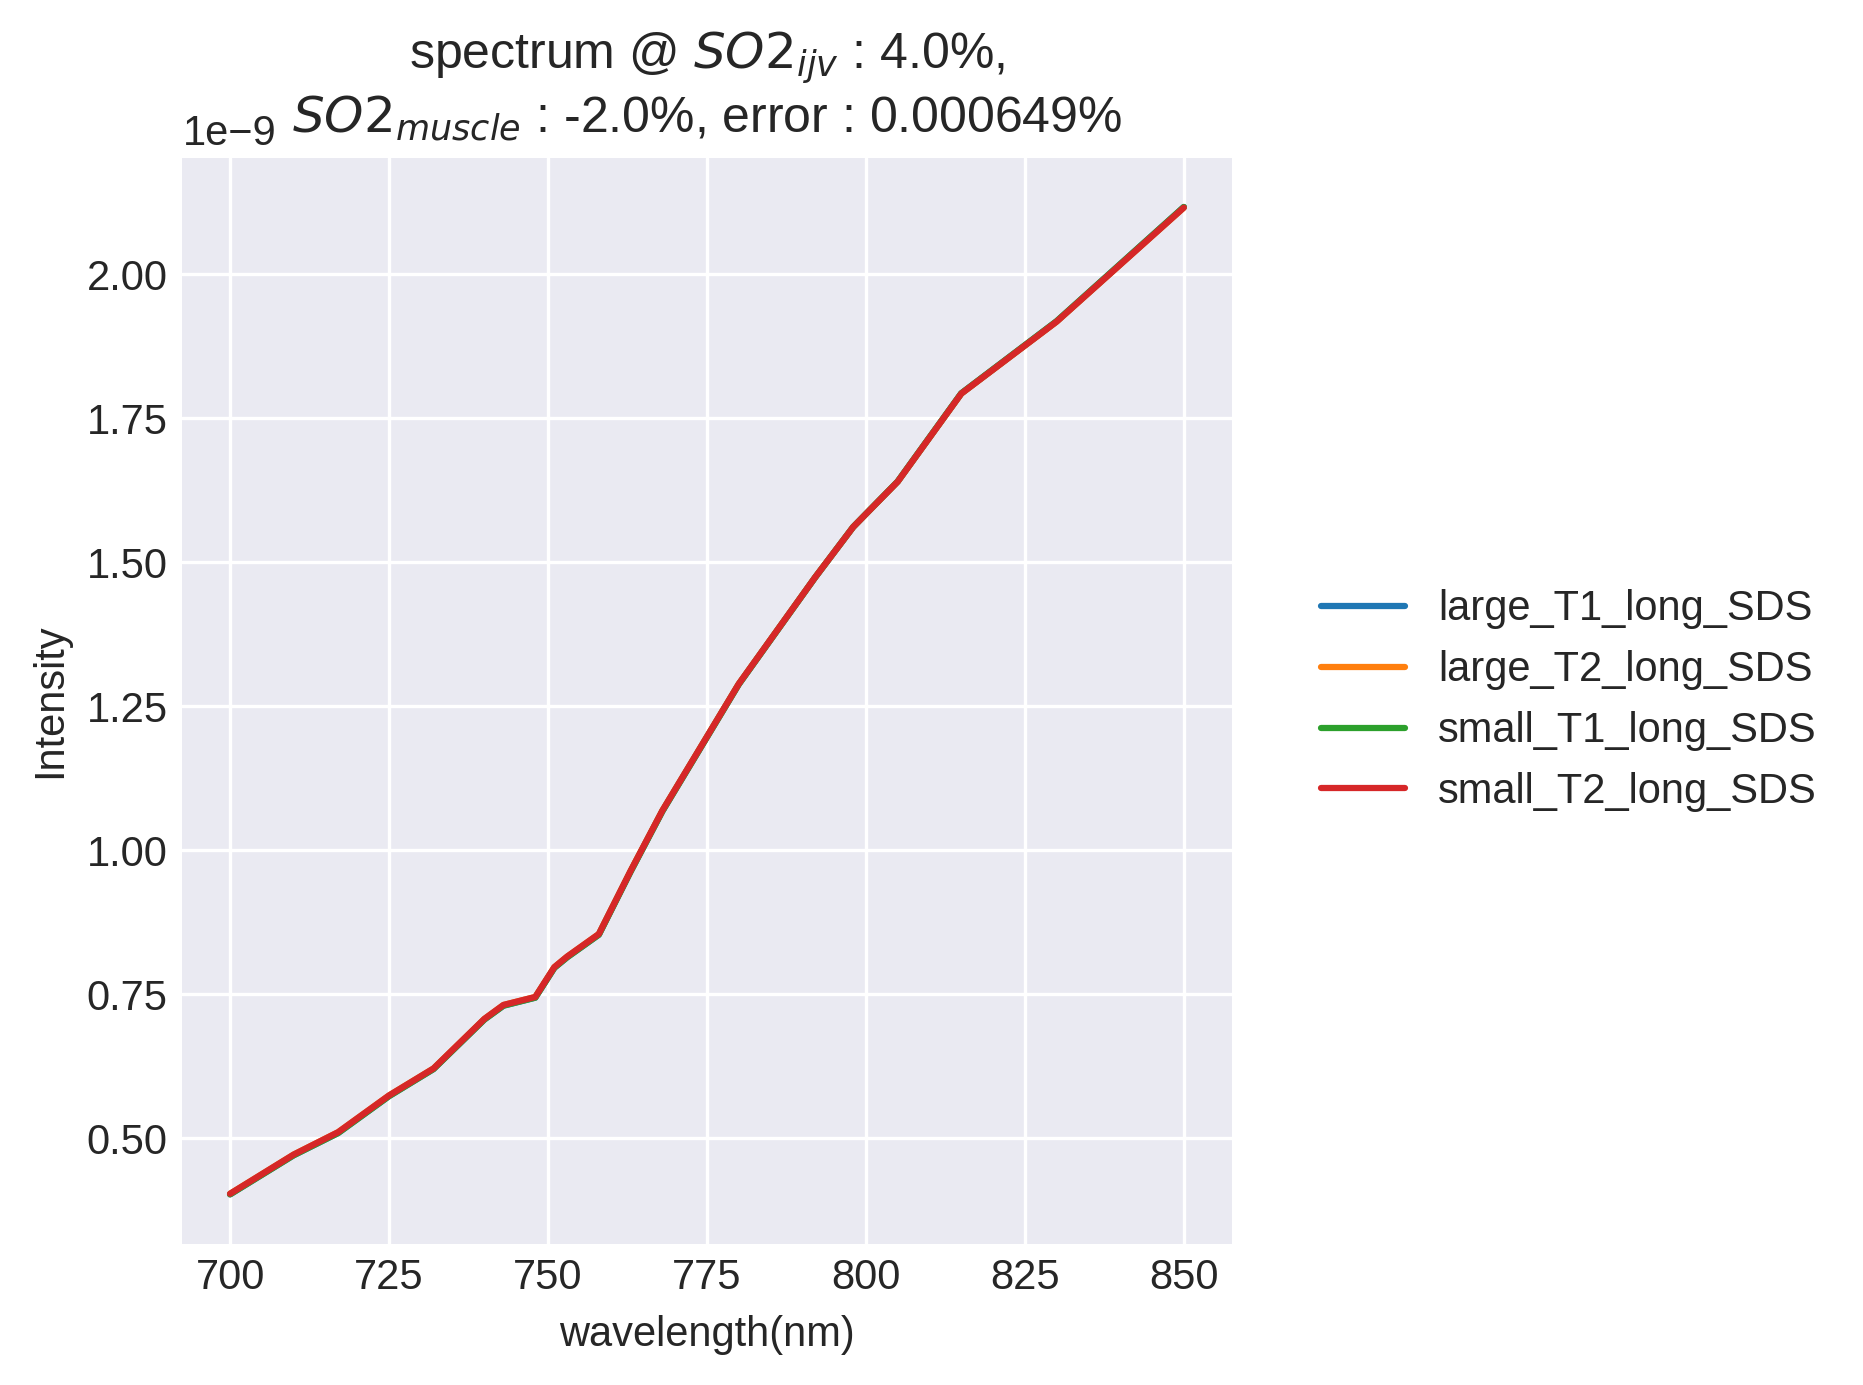 spectrum @ SO2ijv : 4.0%,
SO2muscle : -2.0%, error : 0.000649%
1e−9
2.00
1.75
1.50
1.25
1.00
0.75
0.50
Intensity
700 725 750 775 800 825 850
wavelength(nm)
large_T1_long_SDS
large_T2_long_SDS
small_T1_long_SDS
small_T2_long_SDS